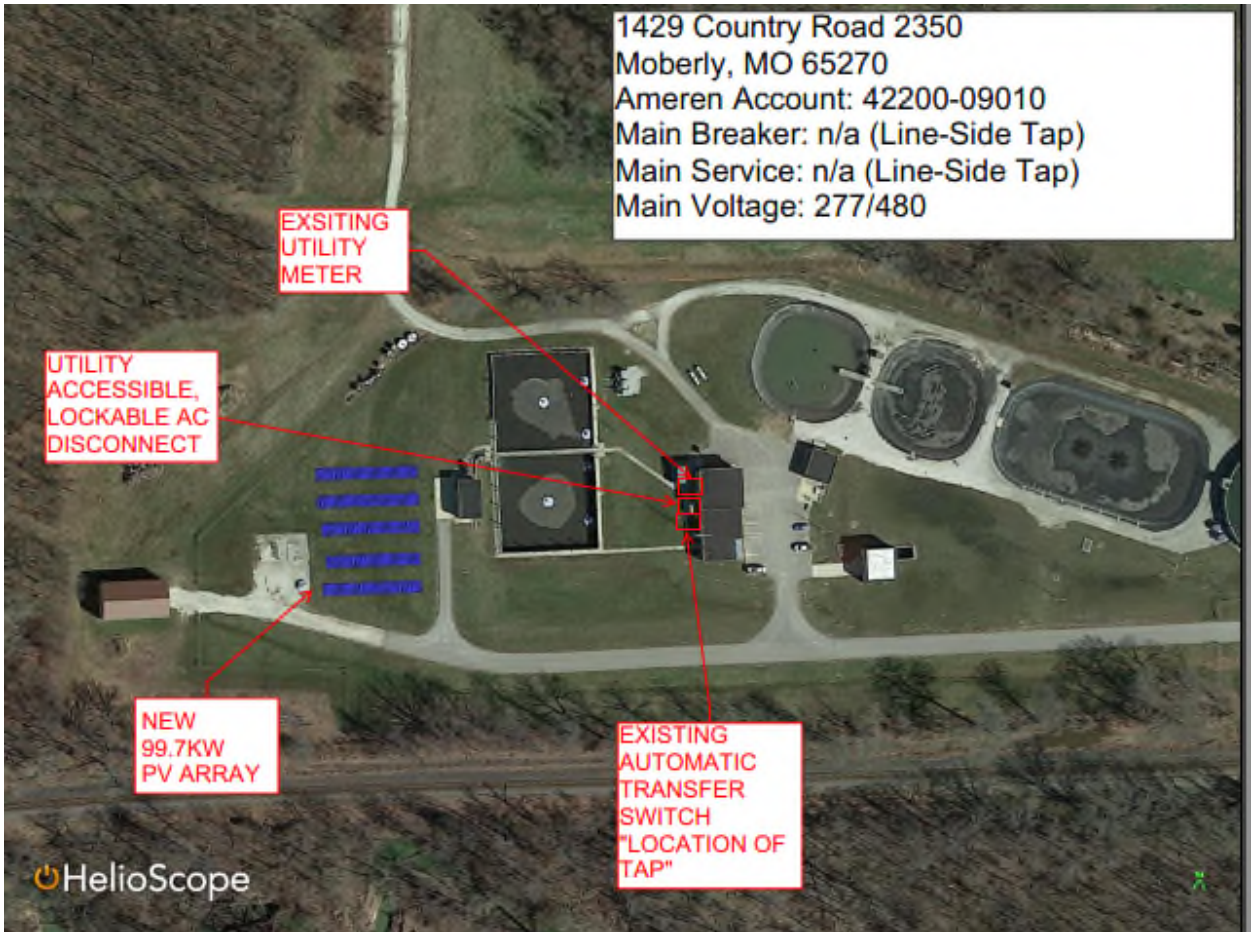 1429 Country Road 2350
Moberly, MO 65270
Ameren Account: 42200-09010
Main Breaker: n/a (Line-Side Tap)
Main Service: n/a (Line-Side Tap)
Main Voltage: 277/480
EXSITING
UTILITY
METER
UTILITY
ACCESSIBLE,
LOCKABLE AC
DISCONNECT
NEW
99.7KW
PV ARRAY
EXISTING
AUTOMATIC
TRANSFER
SWITCH
"LOCATION OF
TAP"
HelioScope